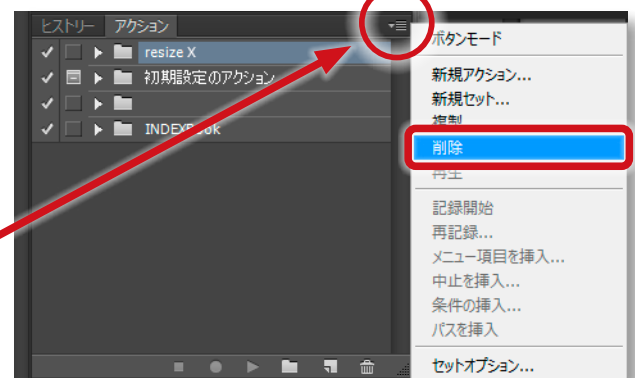 ヒストリー アクション
resize X
初期設定のアクション
INDEXBook
ボタンモード
新規アクション...
新規セット...
複製
削除
再生
記録開始
再記録...
メニュー項目を挿入...
中止を挿入...
条件の挿入...
パスを挿入
セットオプション...